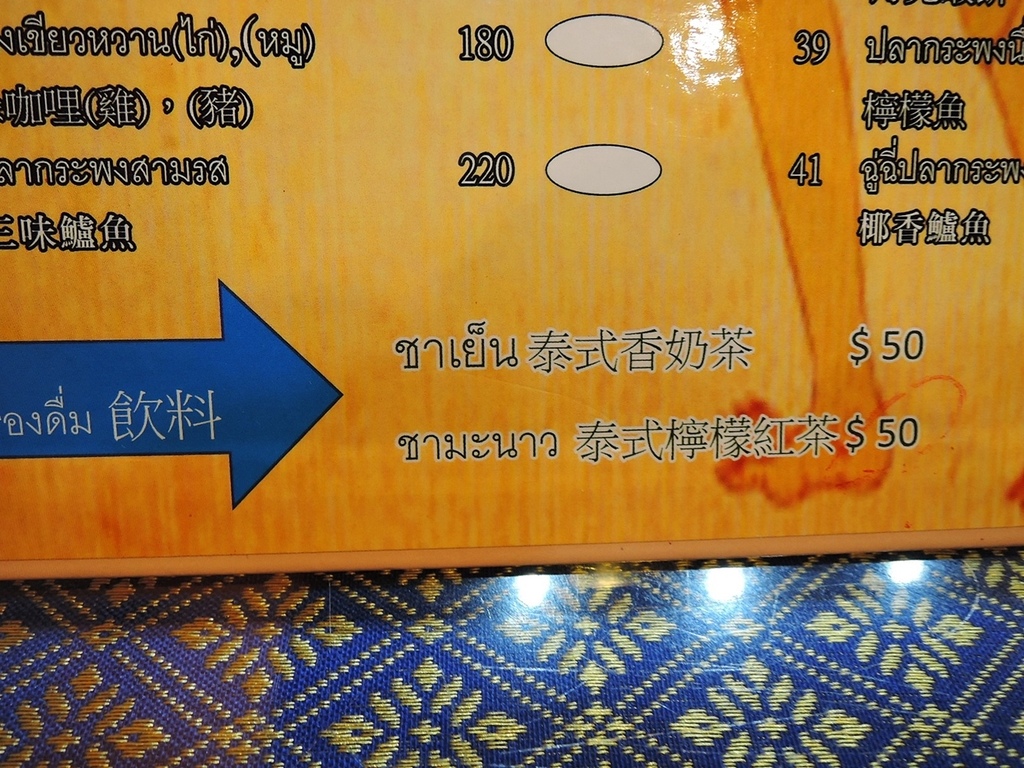 งเขียวหวาน(ไก่),(หมู) 180
咖哩(雞)，(豬)
ลากระพงสามรส 220
三味鱸魚
39 ปลากระพงนึ่
檸檬魚
41 ฉู่ฉี่ปลากระพง
椰香鱸魚
องดื่ม 飲料
ชาเย็น 泰式香奶茶 $ 50
ชามะนาว 泰式檸檬紅茶 $ 50